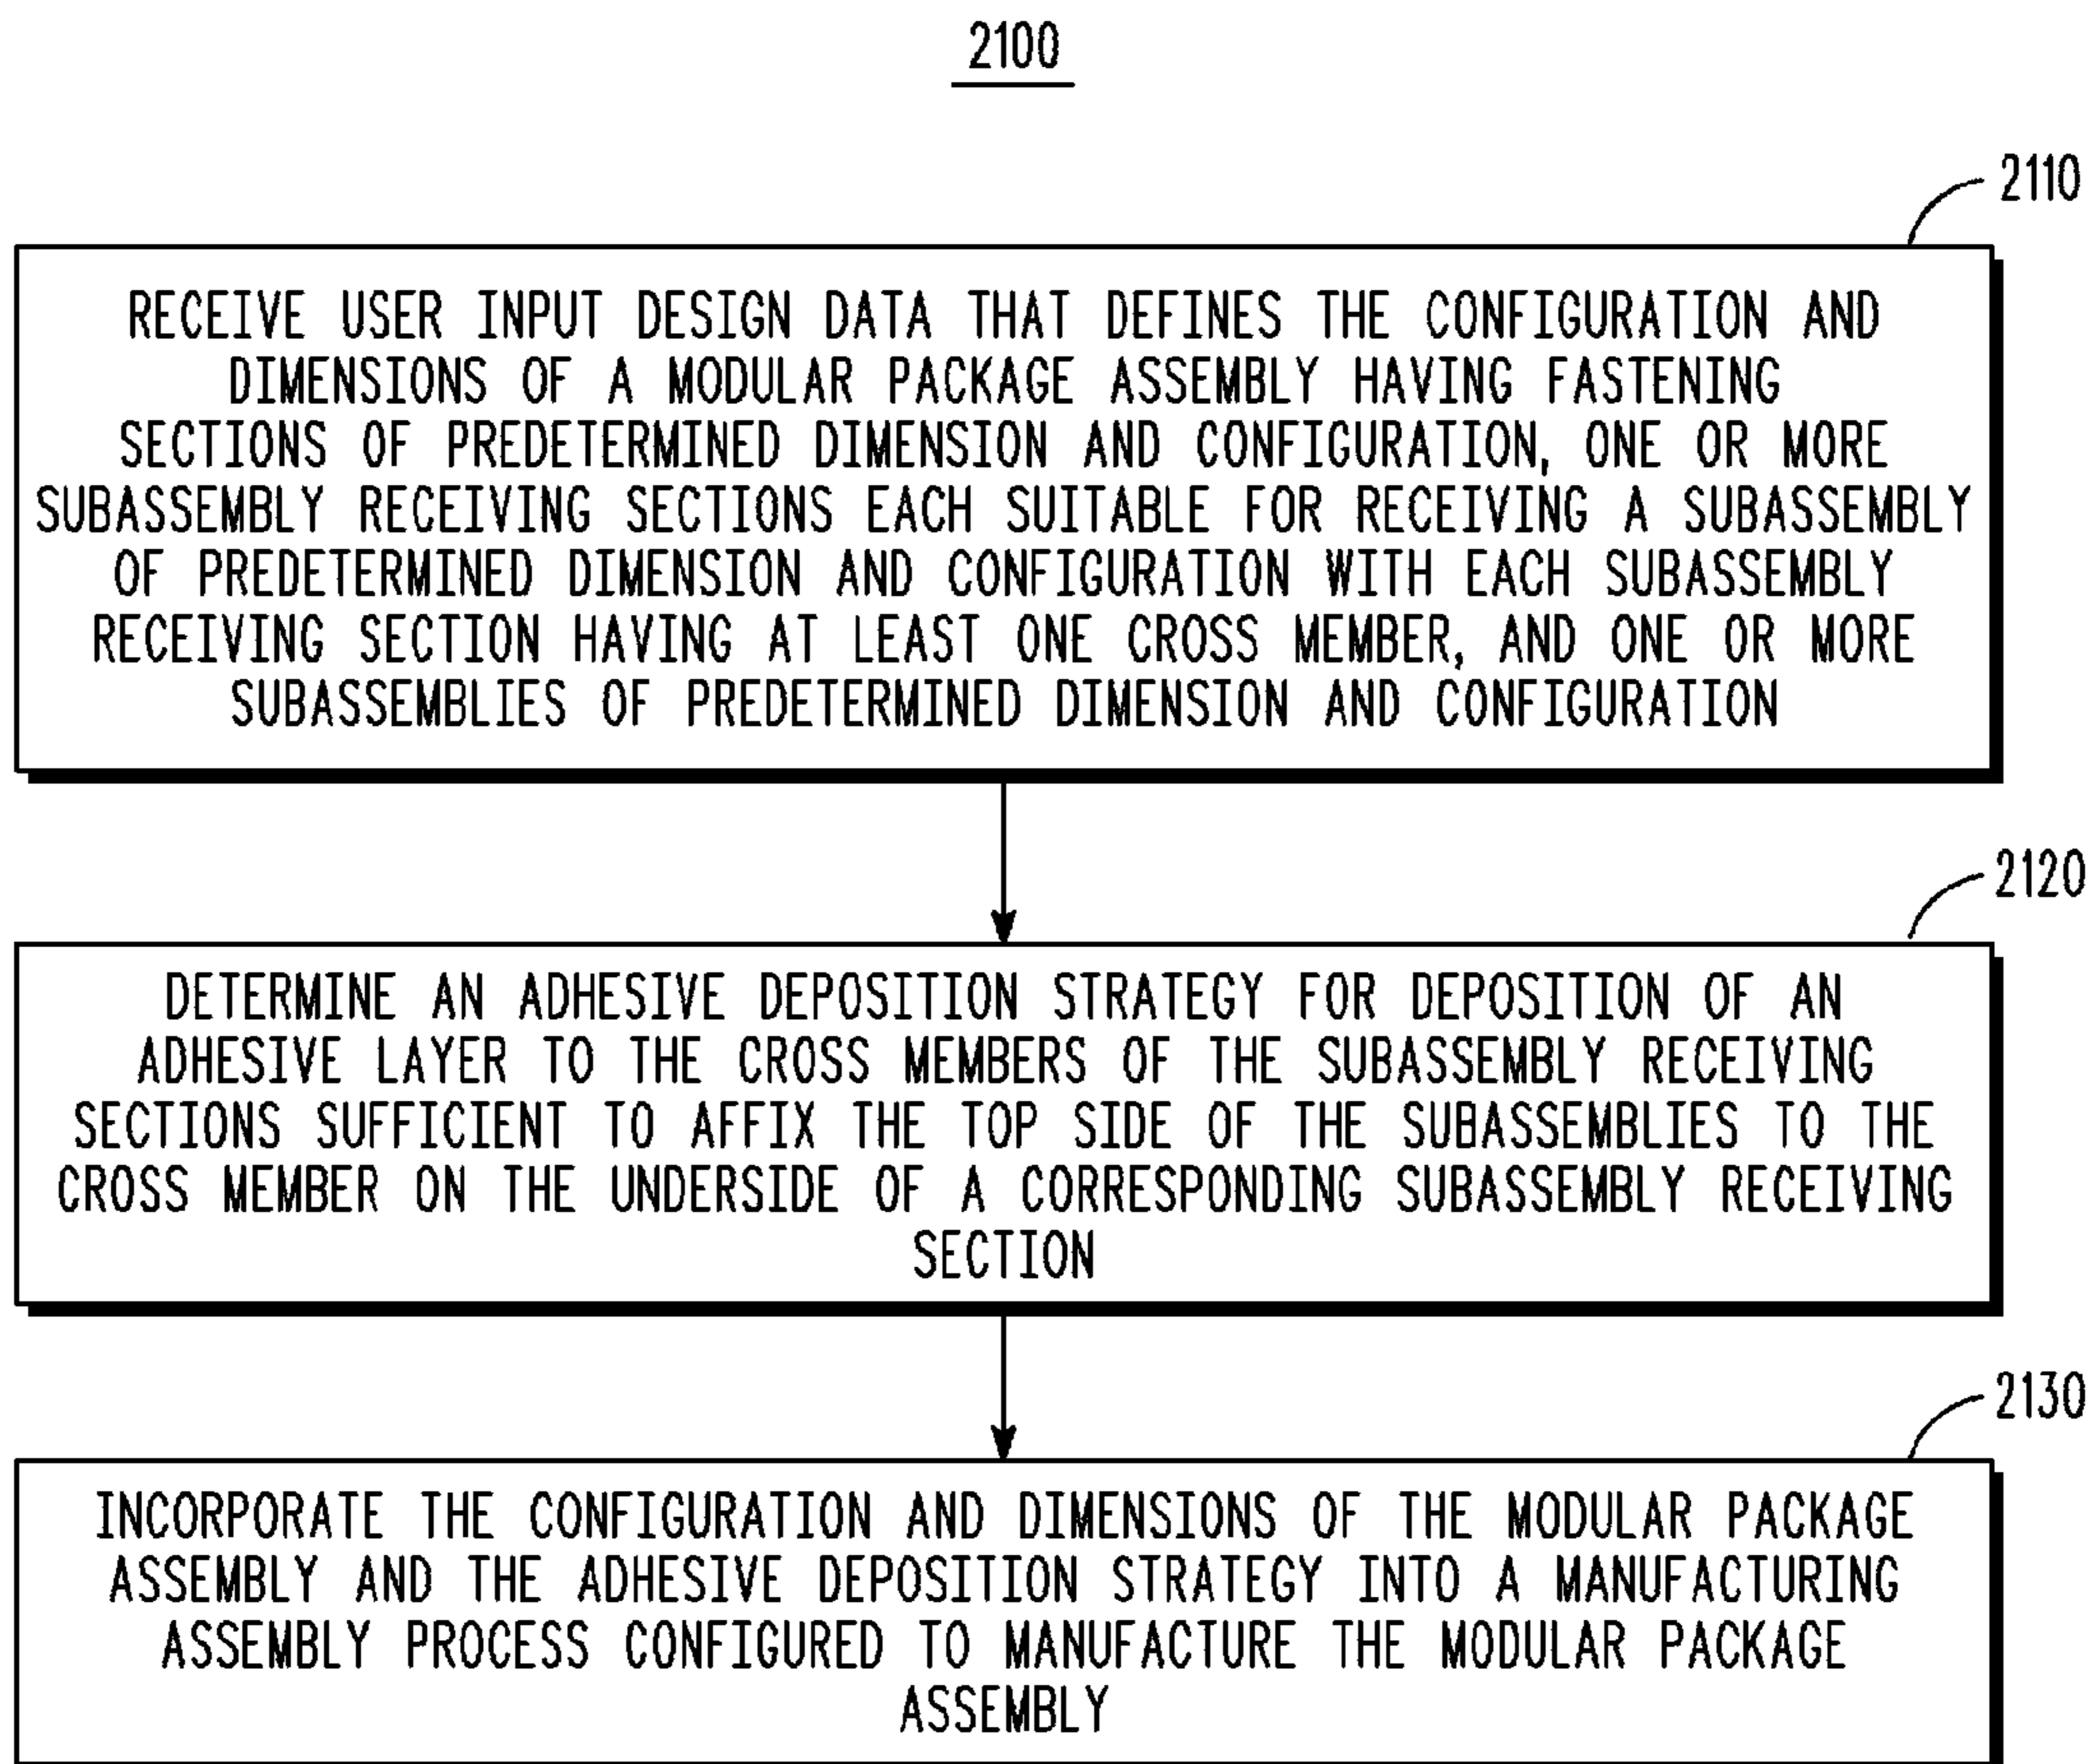 2100
2110
RECEIVE USER INPUT DESIGN DATA THAT DEFINES THE CONFIGURATION AND
DIMENSIONS OF A MODULAR PACKAGE ASSEMBLY HAVING FASTENING
SECTIONS OF PREDETERMINED DIMENSION AND CONFIGURATION, ONE OR MORE
SUBASSEMBLY RECEIVING SECTIONS EACH SUITABLE FOR RECEIVING A SUBASSEMBLY
OF PREDETERMINED DIMENSION AND CONFIGURATION WITH EACH SUBASSEMBLY
RECEIVING SECTION HAVING AT LEAST ONE CROSS MEMBER, AND ONE OR MORE
SUBASSEMBLIES OF PREDETERMINED DIMENSION AND CONFIGURATION
2120
DETERMINE AN ADHESIVE DEPOSITION STRATEGY FOR DEPOSITION OF AN
ADHESIVE LAYER TO THE CROSS MEMBERS OF THE SUBASSEMBLY RECEIVING
SECTIONS SUFFICIENT TO AFFIX THE TOP SIDE OF THE SUBASSEMBLIES TO THE
CROSS MEMBER ON THE UNDERSIDE OF A CORRESPONDING SUBASSEMBLY RECEIVING
SECTION
2130
INCORPORATE THE CONFIGURATION AND DIMENSIONS OF THE MODULAR PACKAGE
ASSEMBLY AND THE ADHESIVE DEPOSITION STRATEGY INTO A MANUFACTURING
ASSEMBLY PROCESS CONFIGURED TO MANUFACTURE THE MODULAR PACKAGE
ASSEMBLY